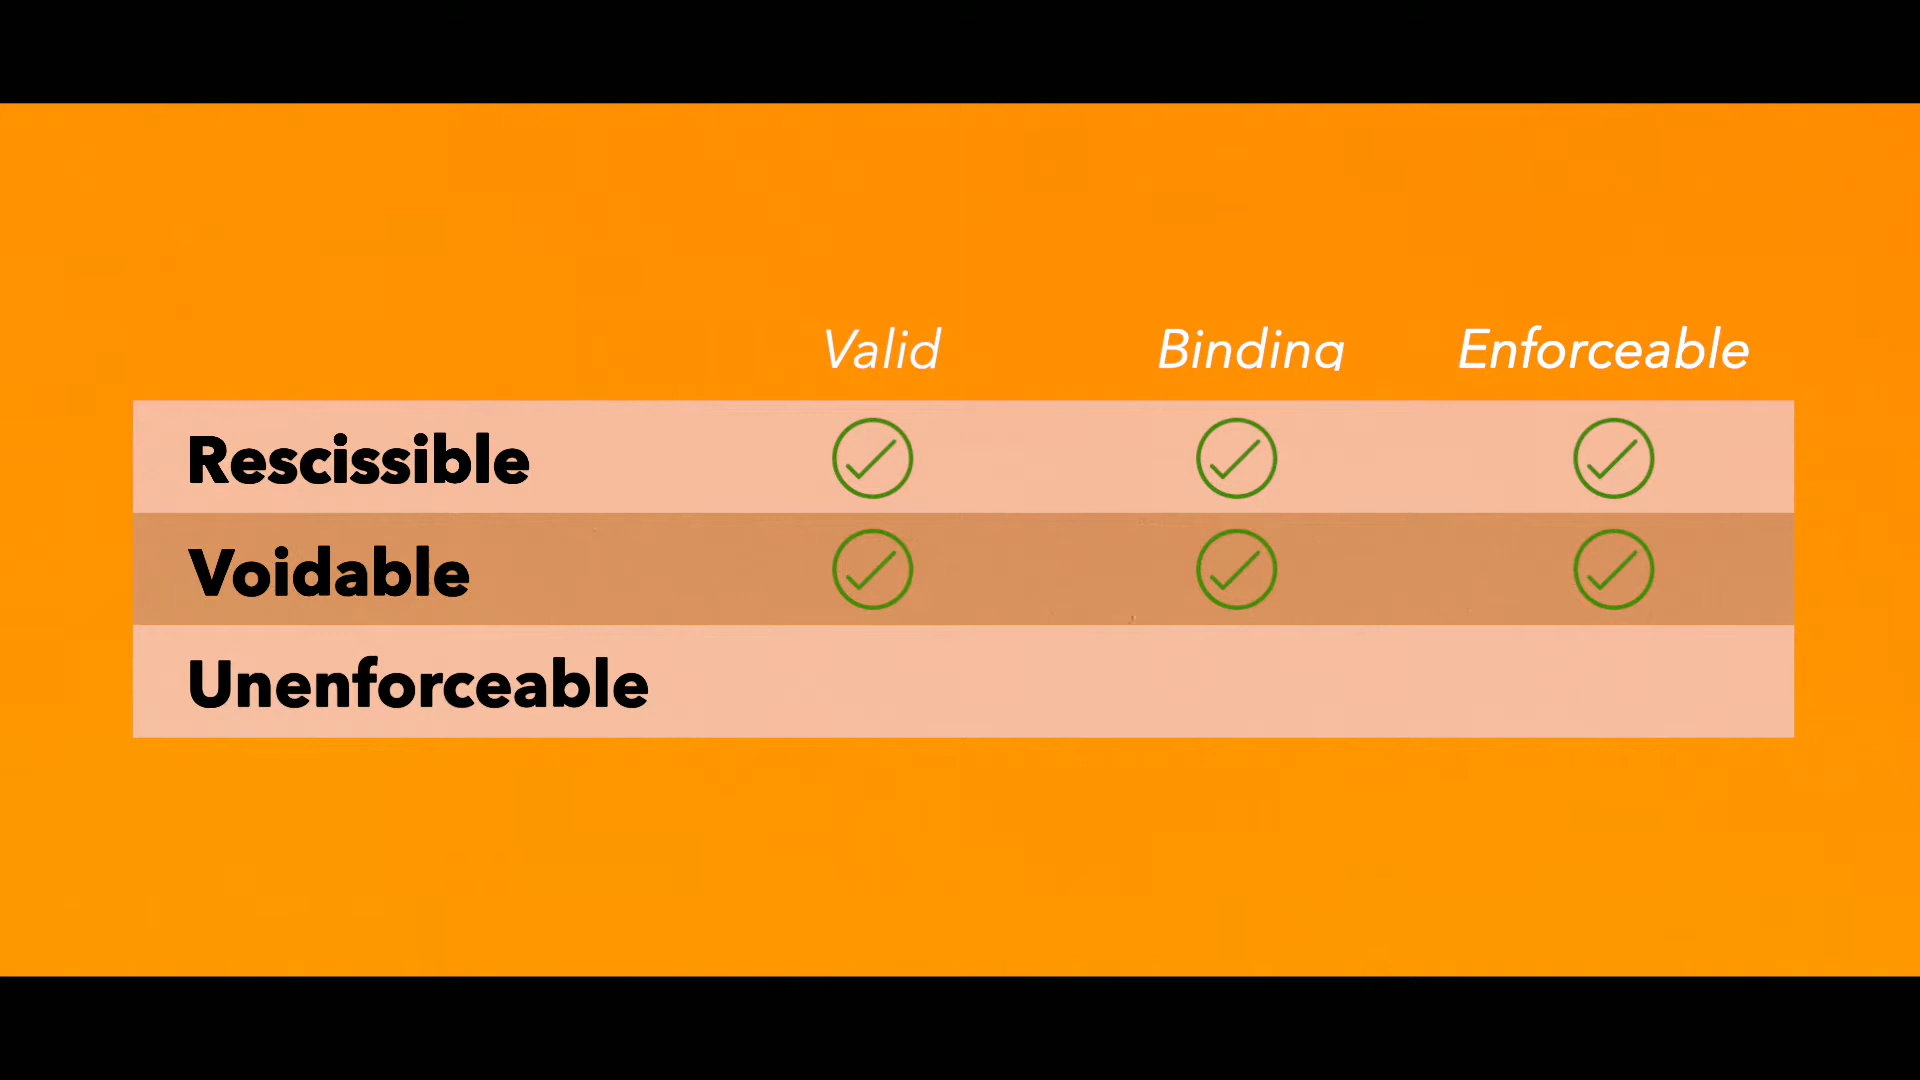 Valid Binding Enforceable
Rescissible
Voidable
Unenforceable